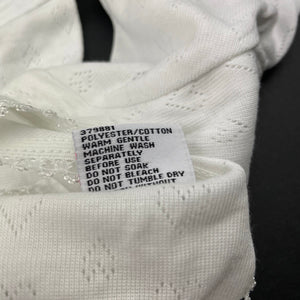 379881
POLYESTER/COTTON
WARM GENTLE
MACHINE WASH
SEPARATELY
BEFORE USE
DO NOT SOAK
DO NOT BLEACH
DO NOT TUMBLE DRY
WITHOUT